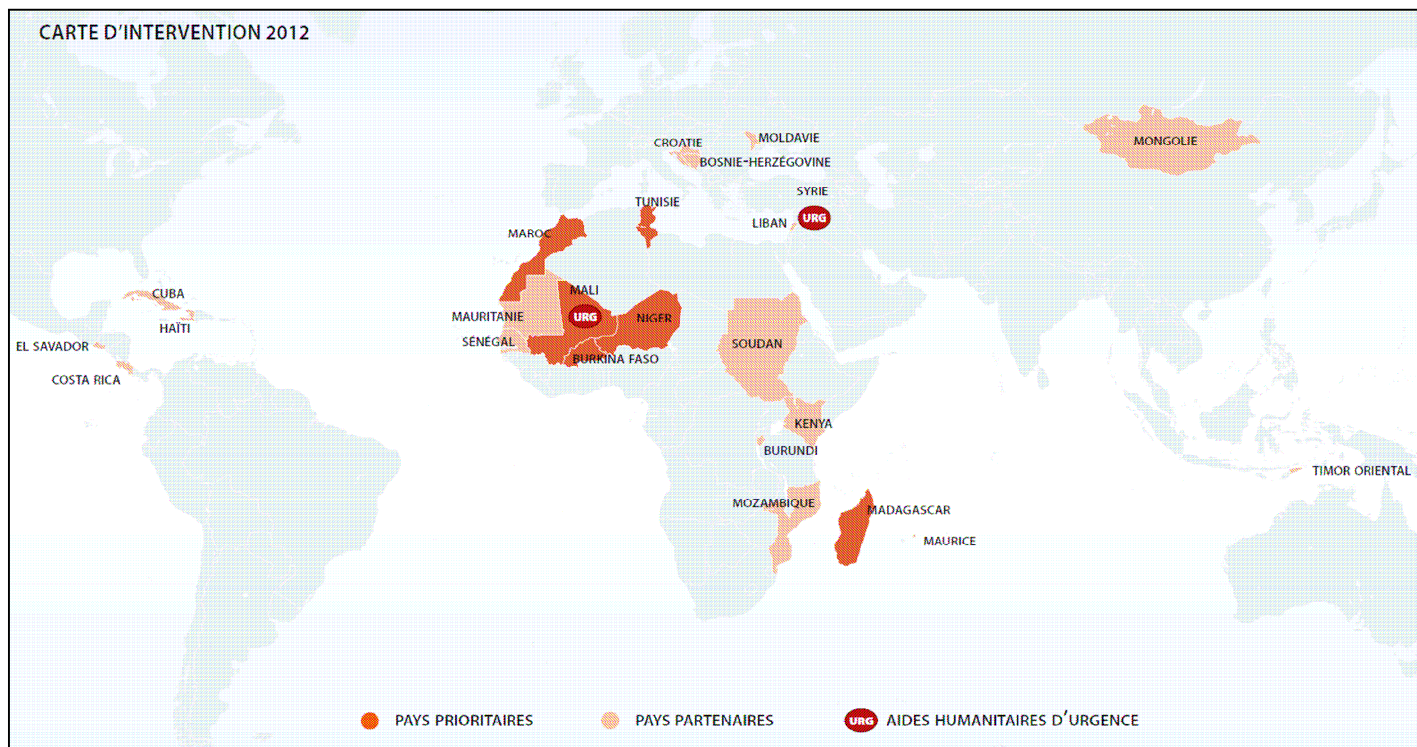 CARTE D'INTERVENTION 2012
MOLDAVIE
CROATIE
MONGOLIE
BOSNIE-HERZÉGOVINE
SYRIE
TUNISIE
URG
LIBAN
MAROC
MALI
CUBA
MAURITANIE
URG
NIGER
HAÏTI
SÉNÉGAL
SOUDAN
EL SAVADOR
BURKINA FASO
COSTA RICA
KENYA
BURUNDI
TIMOR ORIENTAL
MOZAMBIQUE
MADAGASCAR
MAURICE
PAYS PRIORITAIRES
PAYS PARTENAIRES
URG AIDES HUMANITAIRES D'URGENCE